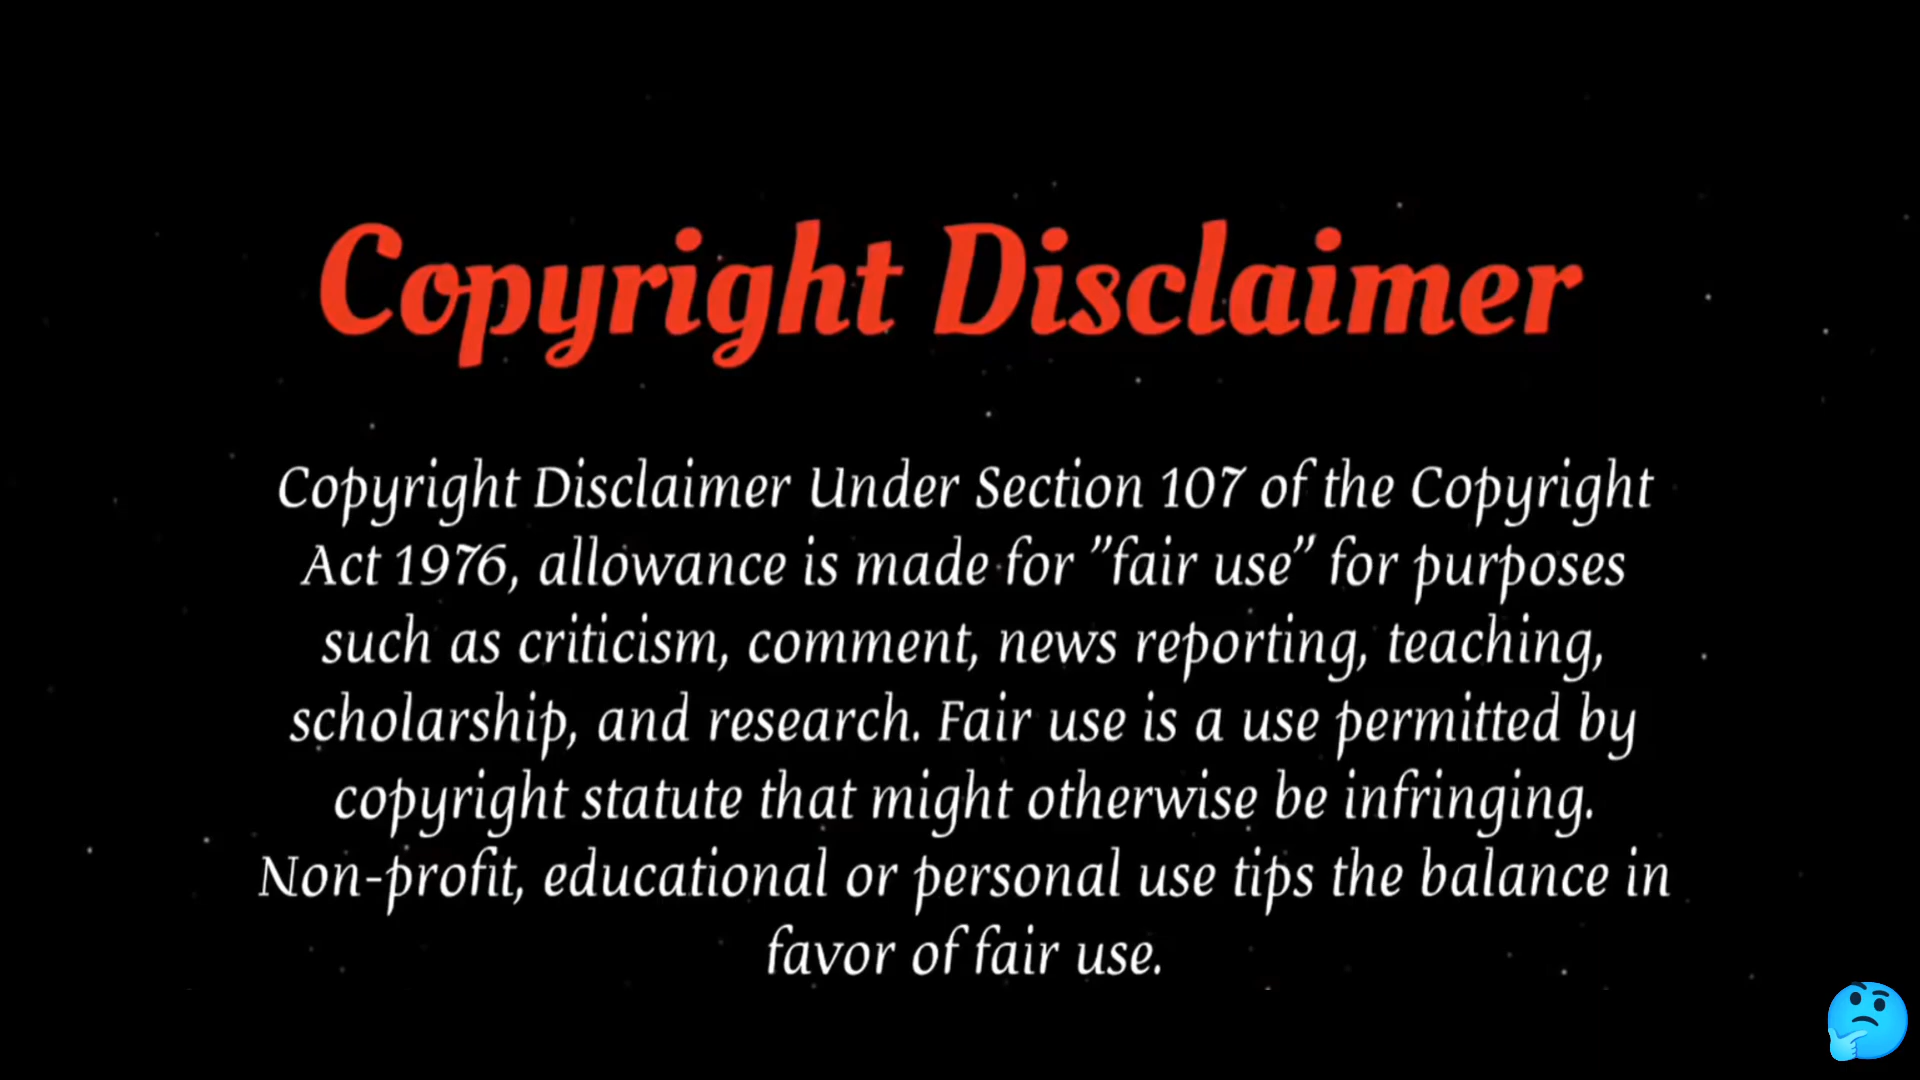 Copyright Disclaimer
Copyright Disclaimer Under Section 107 of the Copyright
Act 1976, allowance is made for "fair use" for purposes
such as criticism, comment, news reporting, teaching,
scholarship, and research. Fair use is a use permitted by
copyright statute that might otherwise be infringing.
Non-profit, educational or personal use tips the balance in
favor of fair use.